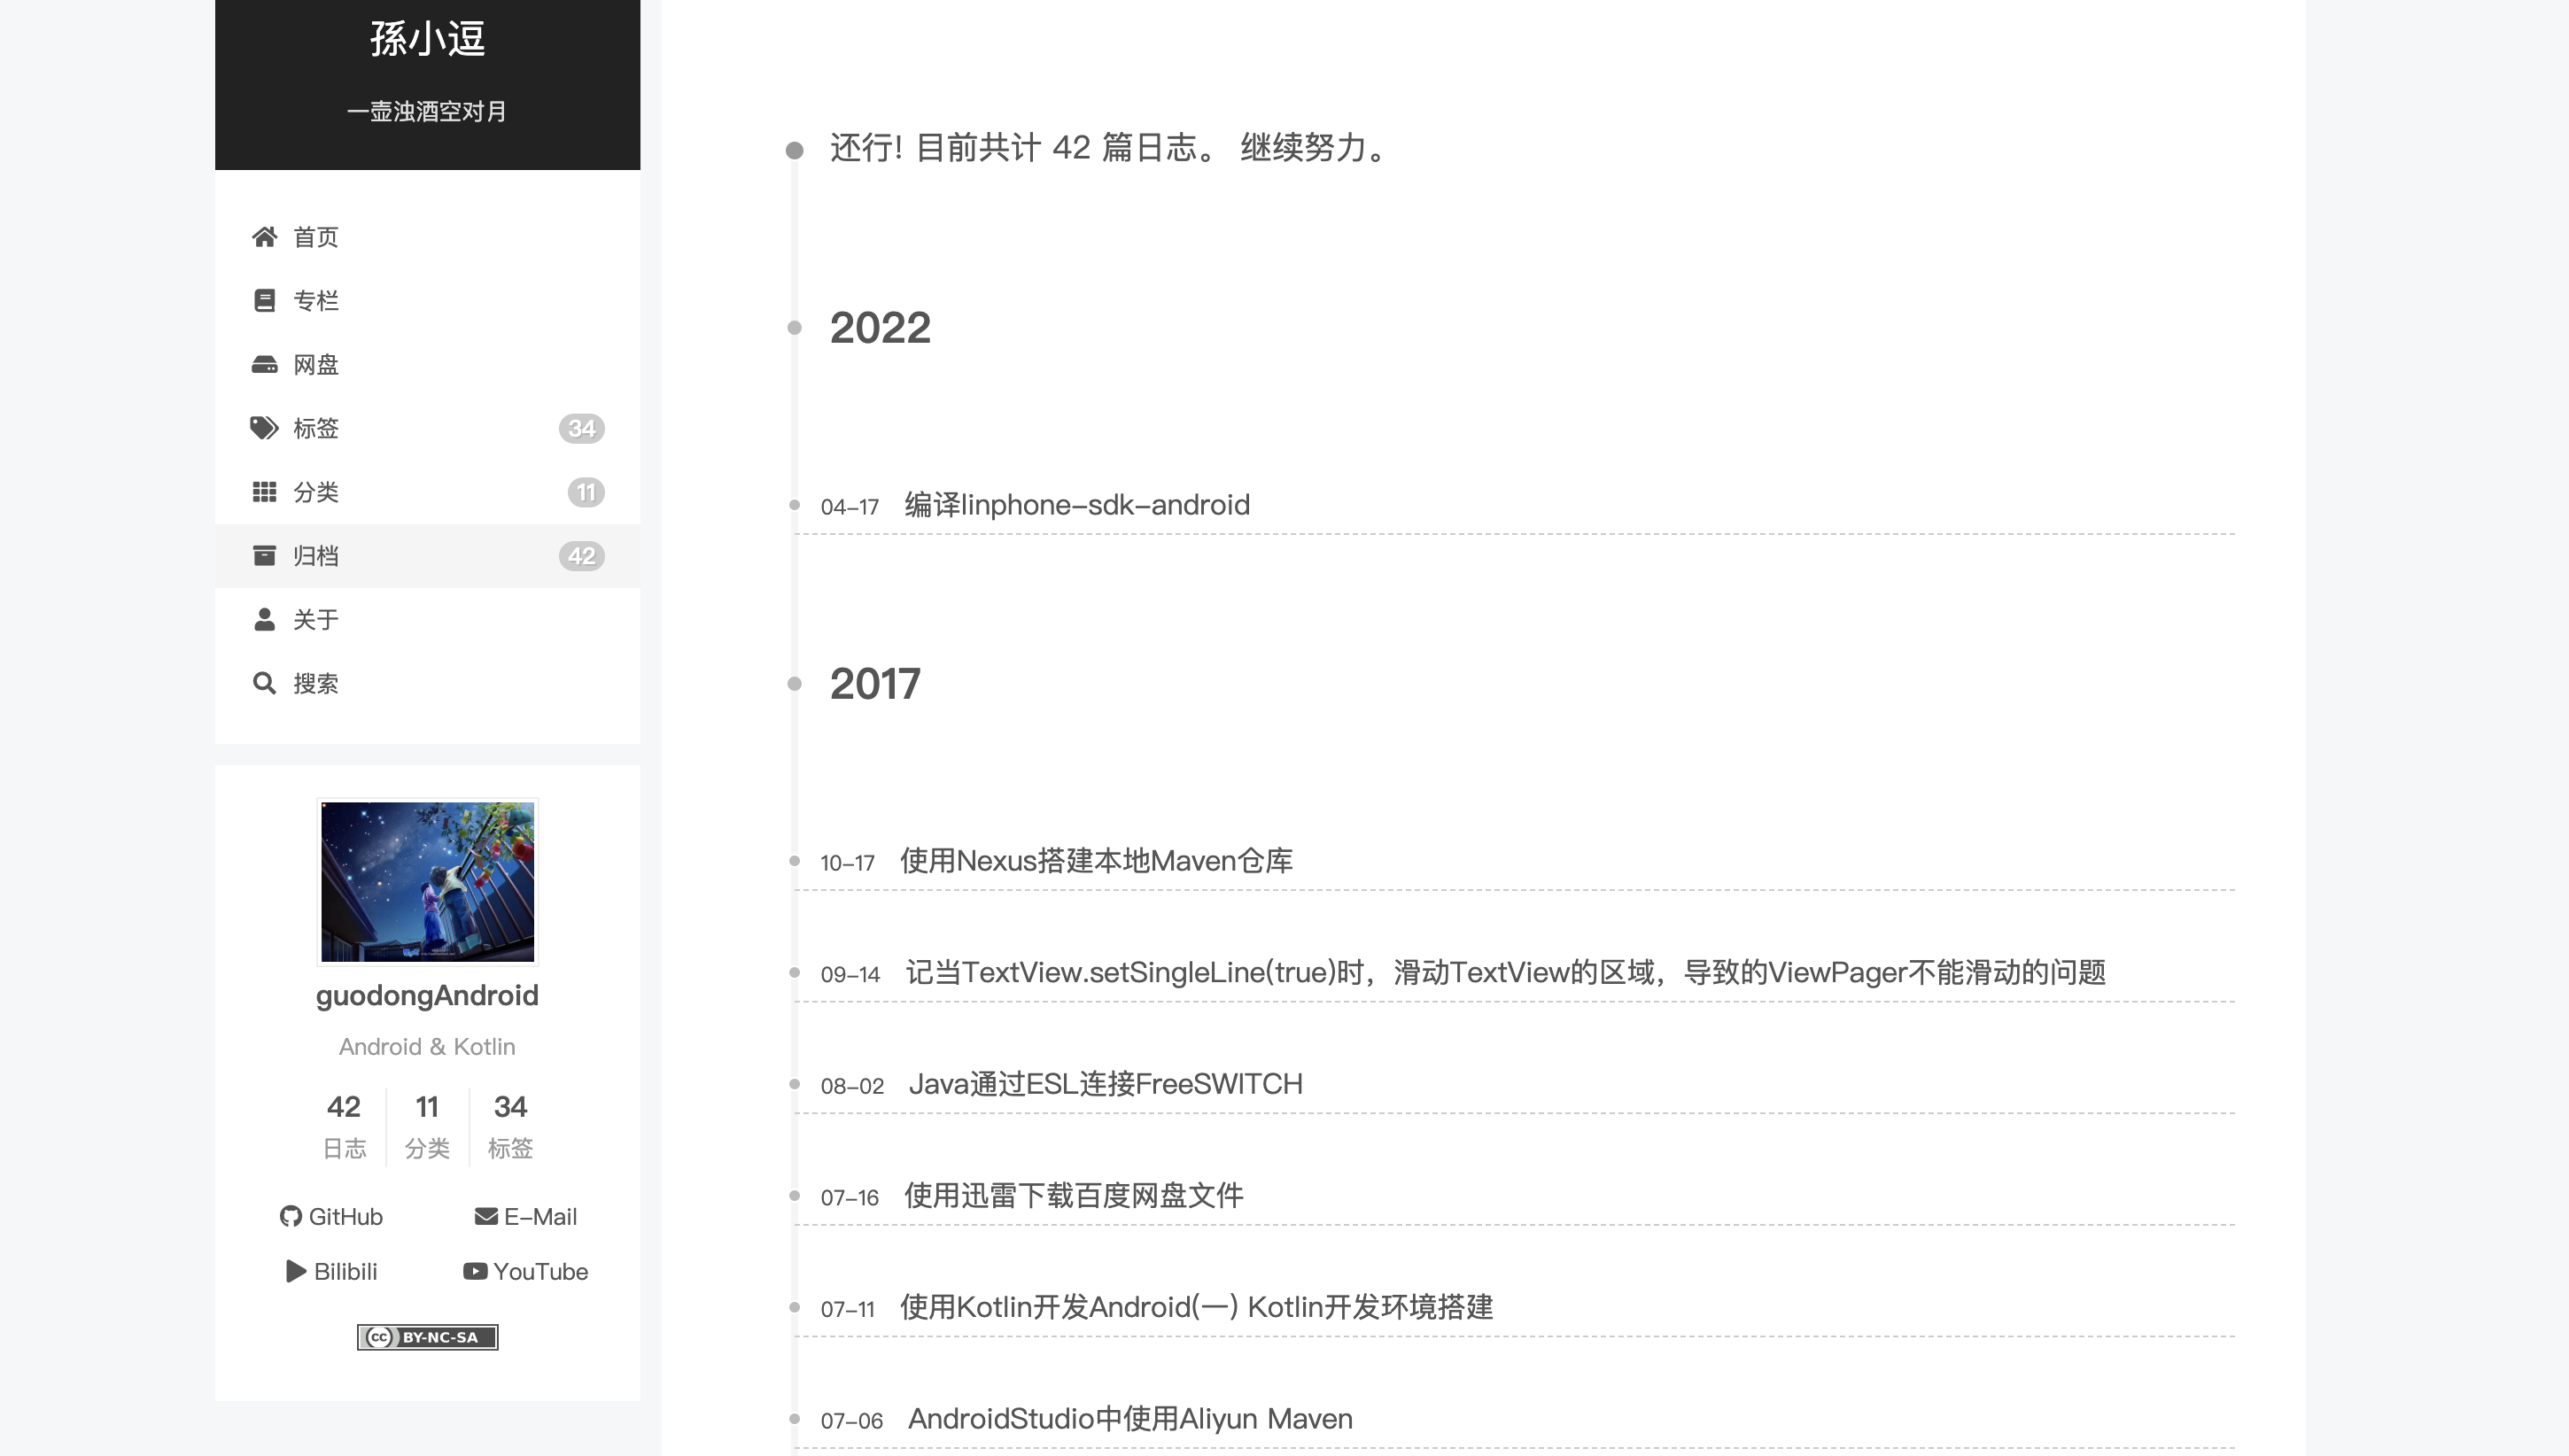 孫小逗
一壶浊酒空对月
首页
专栏
网盘
标签 34
分类 11
归档 42
关于
搜索
guodongAndroid
Android & Kotlin
42 11 34
日志 分类 标签
GitHub E-Mail
Bilibili YouTube
cc BY-NC-SA
还行! 目前共计 42 篇日志。 继续努力。
2022
04-17 编译linphone-sdk-android
2017
10-17 使用Nexus搭建本地Maven仓库
09-14 记当TextView.setSingleLine(true)时，滑动TextView的区域，导致的ViewPager不能滑动的问题
08-02 Java通过ESL连接FreeSWITCH
07-16 使用迅雷下载百度网盘文件
07-11 使用Kotlin开发Android(一) Kotlin开发环境搭建
07-06 AndroidStudio中使用Aliyun Maven